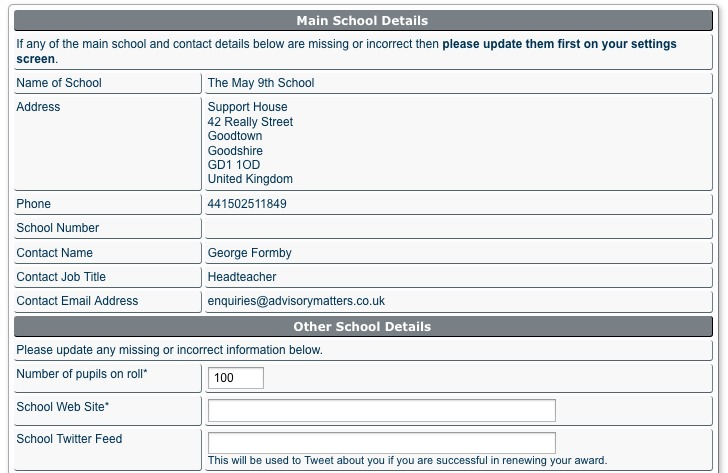 Main School Details
If any of the main school and contact details below are missing or incorrect then please update them first on your settings
screen.
Name of School The May 9th School
Address Support House
42 Really Street
Goodtown
Goodshire
GD1 1OD
United Kingdom
Phone 441502511849
School Number
Contact Name George Formby
Contact Job Title Headteacher
Contact Email Address enquiries@advisorymatters.co.uk
Other School Details
Please update any missing or incorrect information below.
Number of pupils on roll* 100
School Web Site*
School Twitter Feed
This will be used to Tweet about you if you are successful in renewing your award.